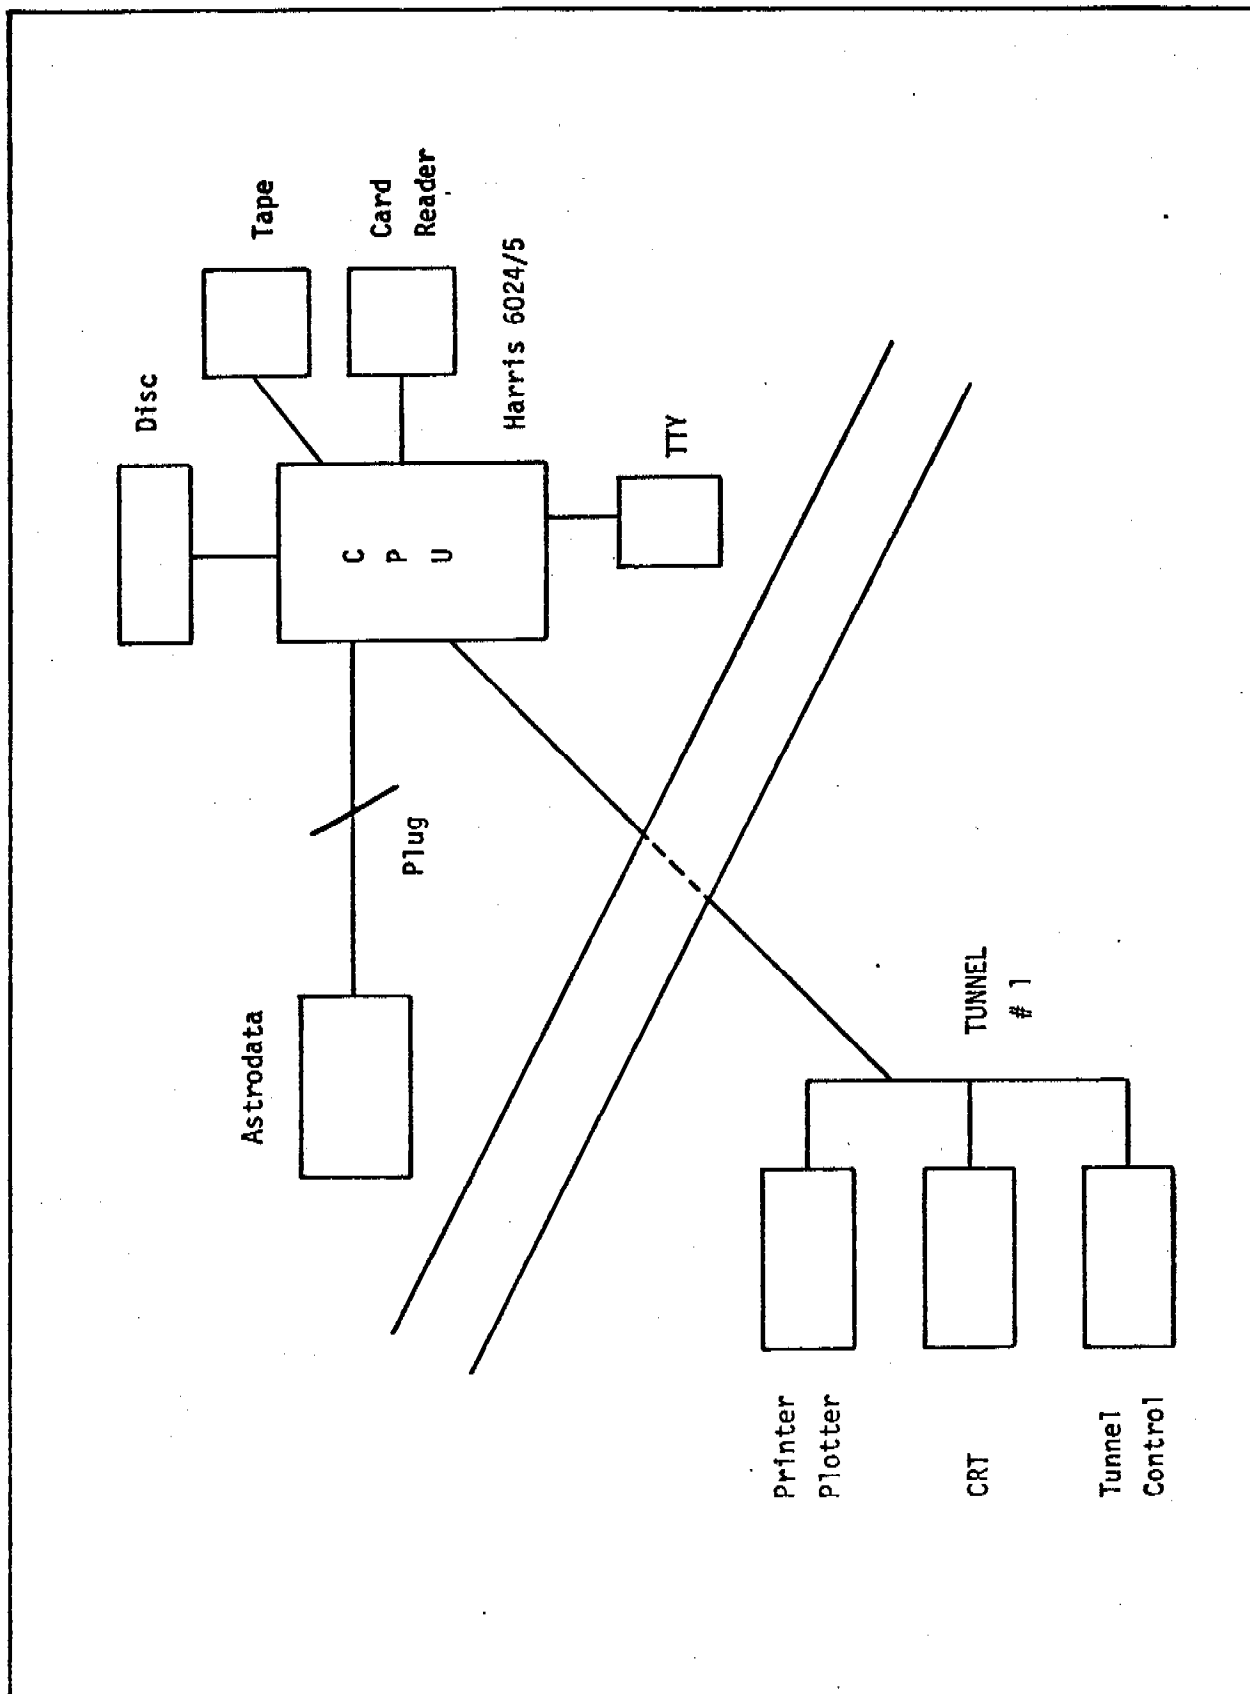 Disc
Tape
Card
Reader
Astrodata
C
P
U
Plug
Harris 6024/5
TTY
Printer
Plotter
TUNNEL
# 1
CRT
Tunnel
Control